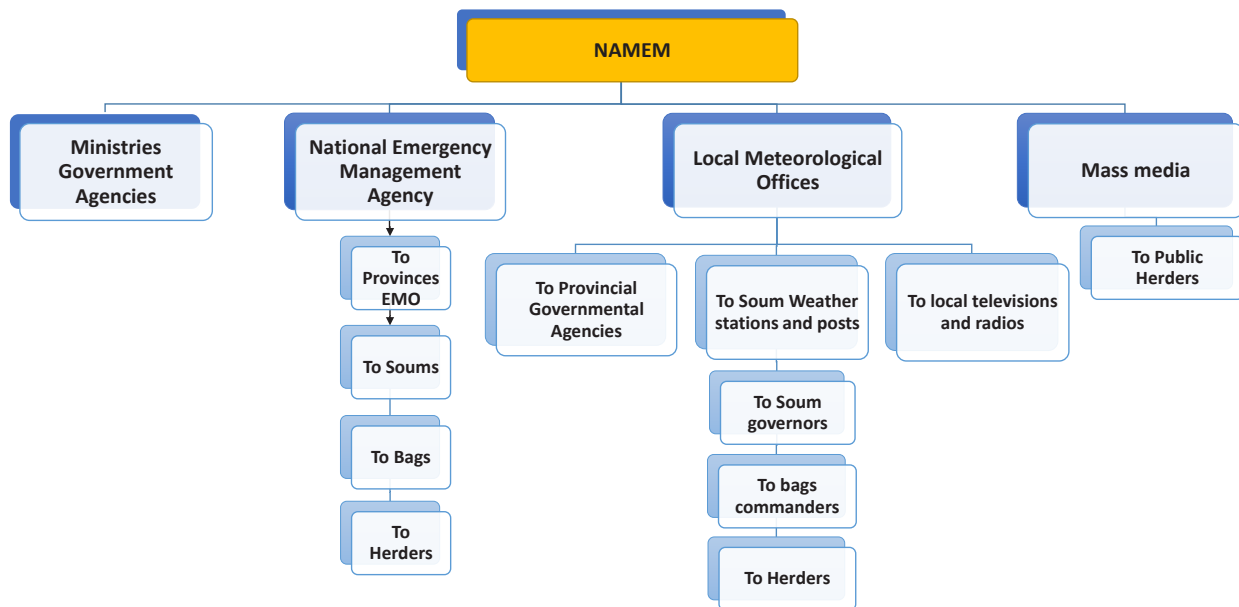 NAMEM
Ministries
Government
Agencies
National Emergency
Management
Agency
Local Meteorological
Offices
Mass media
To
Provinces
EMO
To Soums
To Bags
To
Herders
To Provincial
Governmental
Agencies
To Soum Weather
stations and posts
To local televisions
and radios
To Soum
governors
To bags
commanders
To Herders
To Public
Herders